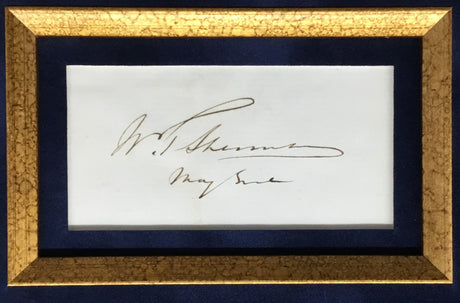 W. T. Sherman
Maj Genl